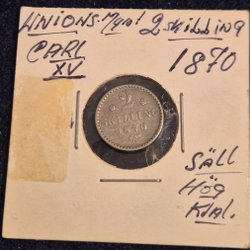 UNIONS-Mynt 2 SKILLING
CARL
XV
1870
2
SKILLING
1870
SÄLL
Hög
Kval.